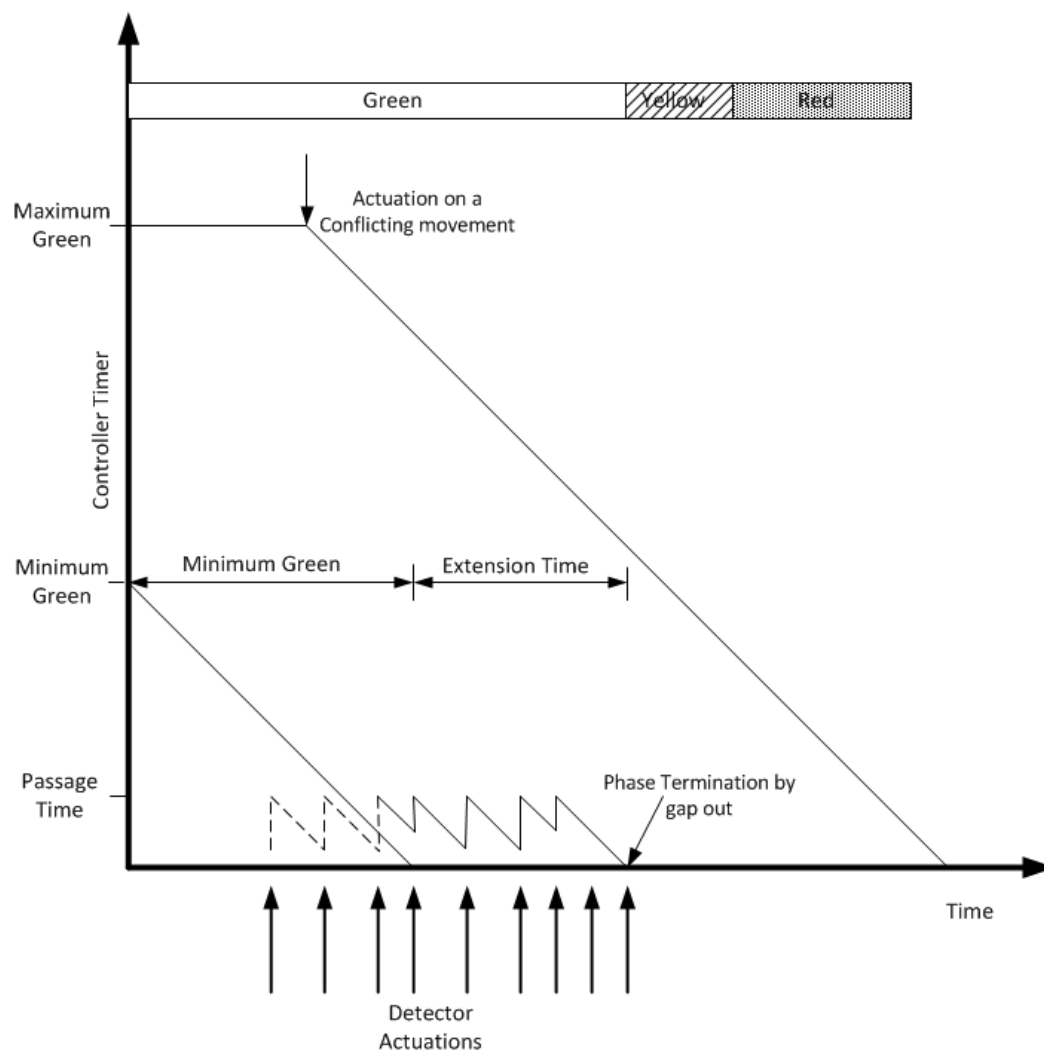 Green
Yellow
Red
Actuation on a
Conflicting movement
Maximum
Green
Controller Timer
Minimum Green
Extension Time
Minimum
Green
Passage
Time
Phase Termination by
gap out
Time
Detector
Actuations